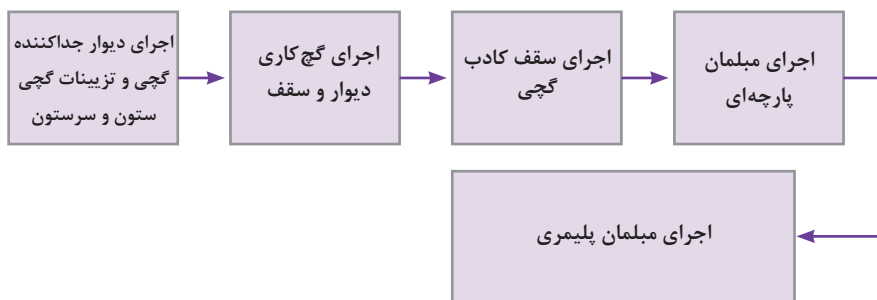 اجرای دیوار جداکننده
گچی و تزیینات گچی
ستون و سرستون
اجرای گچ‌کاری
دیوار و سقف
اجرای سقف کادب
گچی
اجرای مبلمان
پارچه‌ای
اجرای مبلمان پلیمری